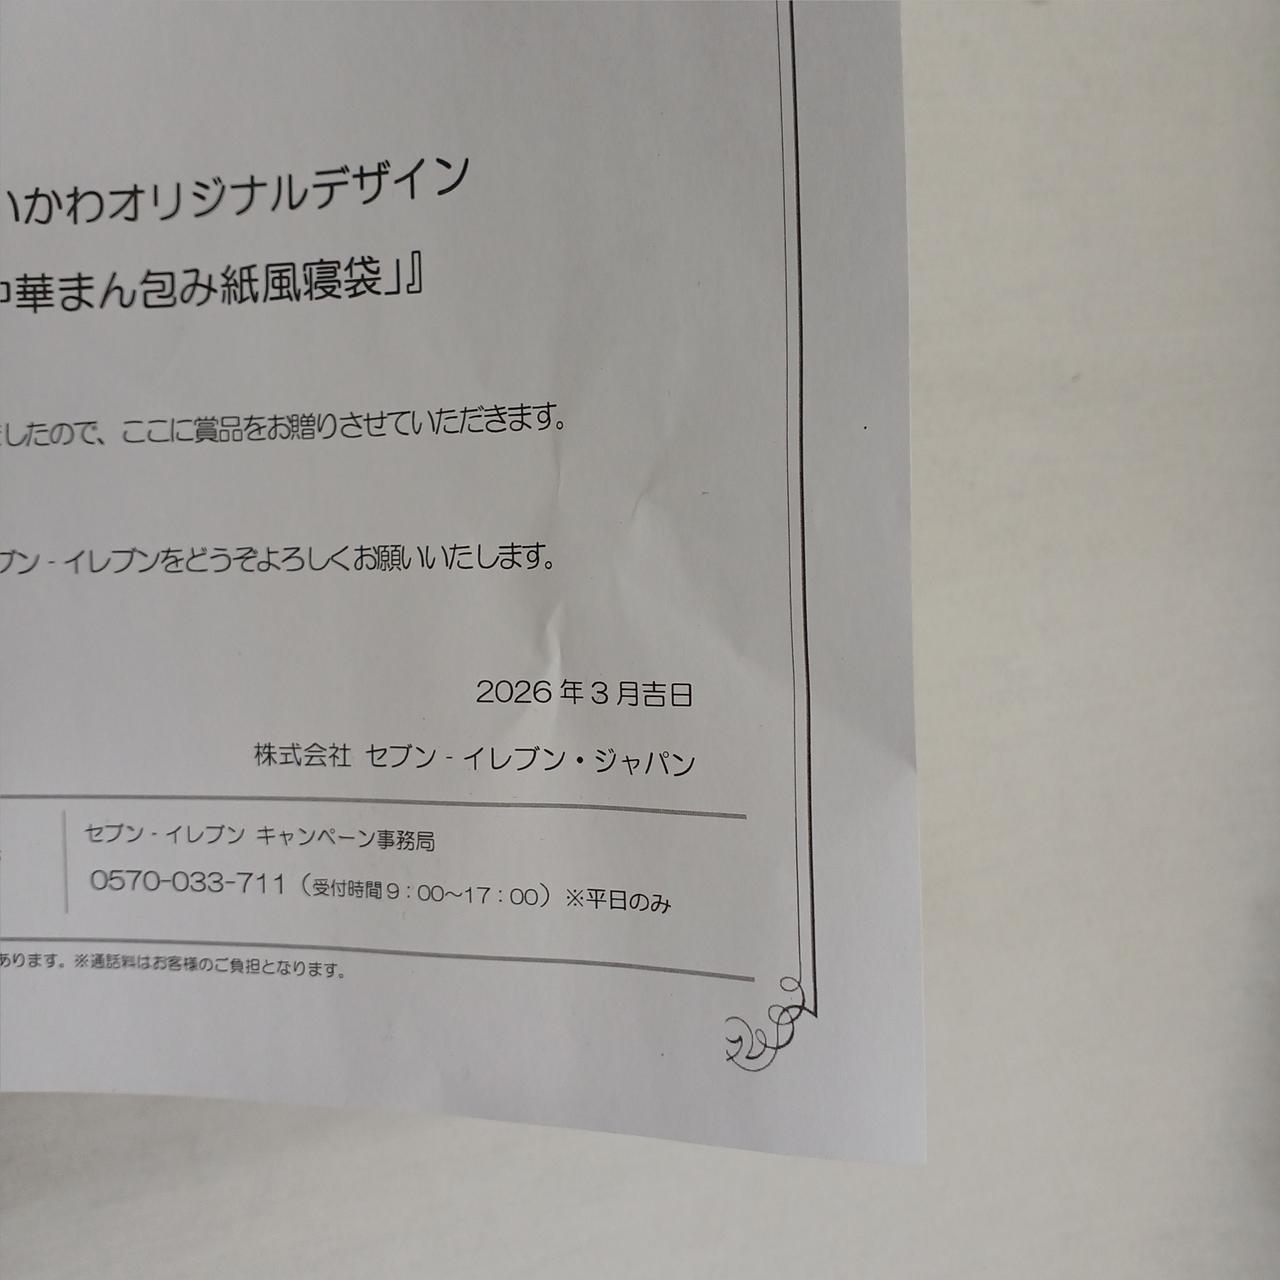 いかわオリジナルデザイン
華まん包み紙風寝袋」』
したので、ここに賞品をお贈りさせていただきます。
ブン‐イレブンをどうぞよろしくお願いいたします。
2026年3月吉日
株式会社 セブン‐イレブン・ジャパン
セブン‐イレブン キャンペーン事務局
0570-033-711（受付時間9：00～17：00）※平日のみ
あります。※通話料はお客様のご負担となります。